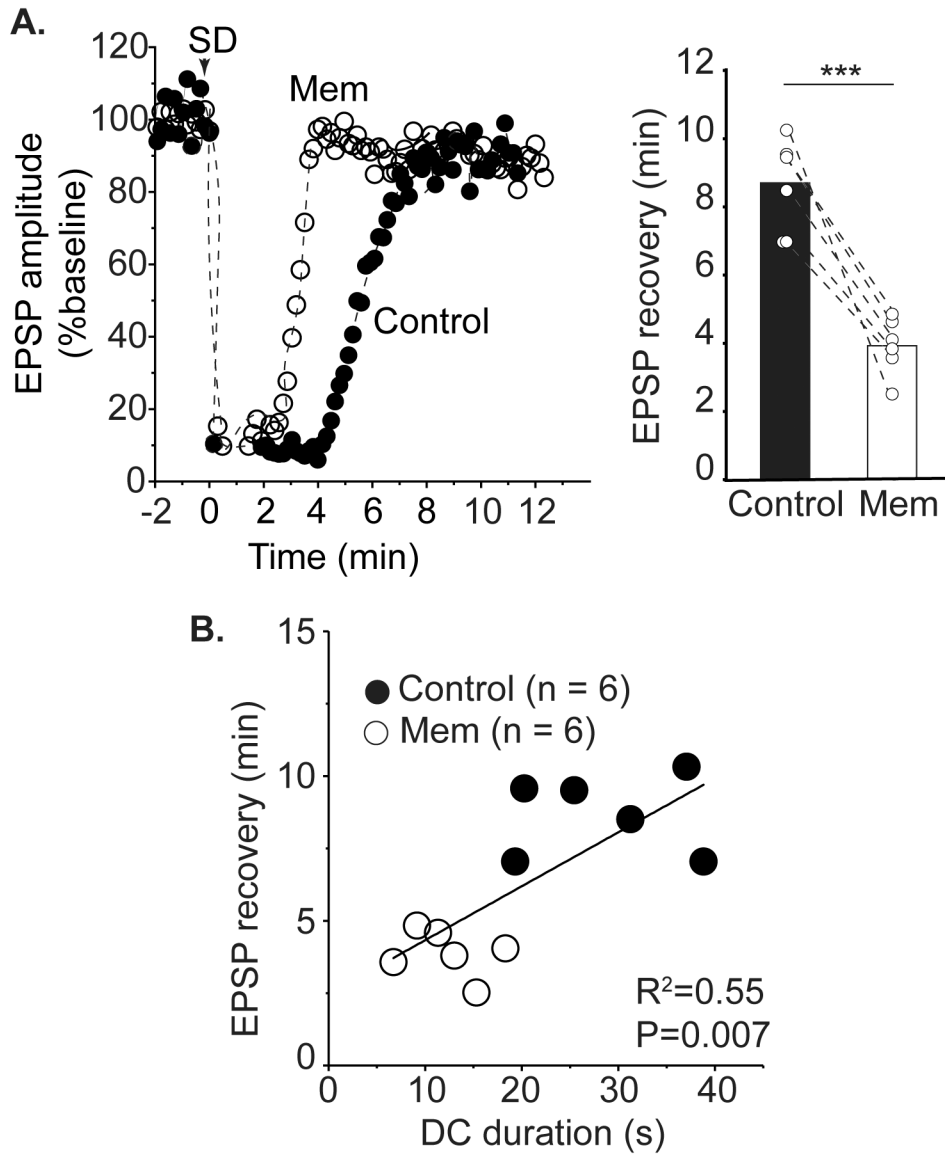 A.
SD
Mem
Control
EPSP amplitude
(%baseline)
120
100
80
60
40
20
0
-2 0 2 4 6 8 10 12
Time (min)
***
EPSP recovery (min)
12
10
8
6
4
2
0
Control Mem
B.
Control (n = 6)
Mem (n = 6)
EPSP recovery (min)
15
10
5
0
R²=0.55
P=0.007
0 10 20 30 40
DC duration (s)